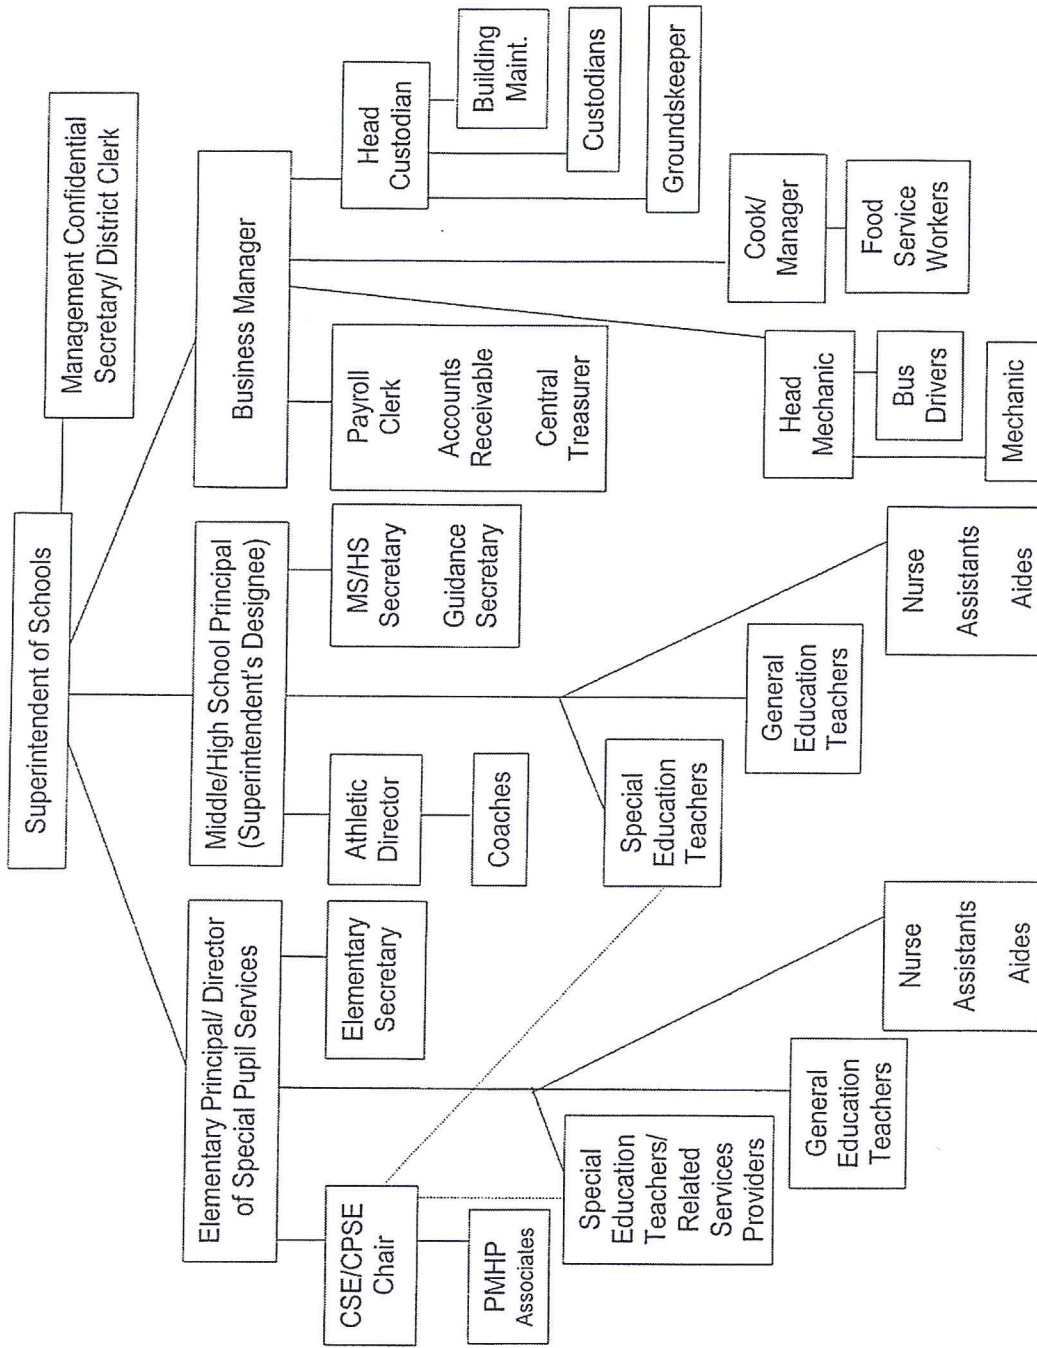 Superintendent of Schools
Management Confidential
Secretary/ District Clerk
Elementary Principal/ Director
of Special Pupil Services
Middle/High School Principal
(Superintendent's Designee)
Business Manager
CSE/CPSE
Chair
Elementary
Secretary
Athletic
Director
MS/HS
Secretary
Guidance
Secretary
Payroll
Clerk
Accounts
Receivable
Central
Treasurer
Head
Custodian
PMHP
Associates
Coaches
Building
Maint.
Custodians
Groundskeeper
Special
Education
Teachers/
Related
Services
Providers
Special
Education
Teachers
General
Education
Teachers
General
Education
Teachers
Nurse
Assistants
Aides
Nurse
Assistants
Aides
Head
Mechanic
Bus
Drivers
Mechanic
Cook/
Manager
Food
Service
Workers